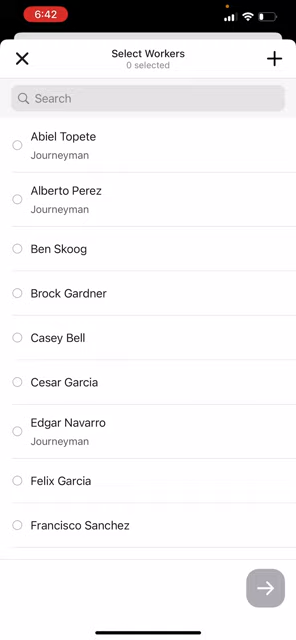 6:42
Select Workers
0 selected
Search
Abiel Topete
Journeyman
Alberto Perez
Journeyman
Ben Skoog
Brock Gardner
Casey Bell
Cesar Garcia
Edgar Navarro
Journeyman
Felix Garcia
Francisco Sanchez